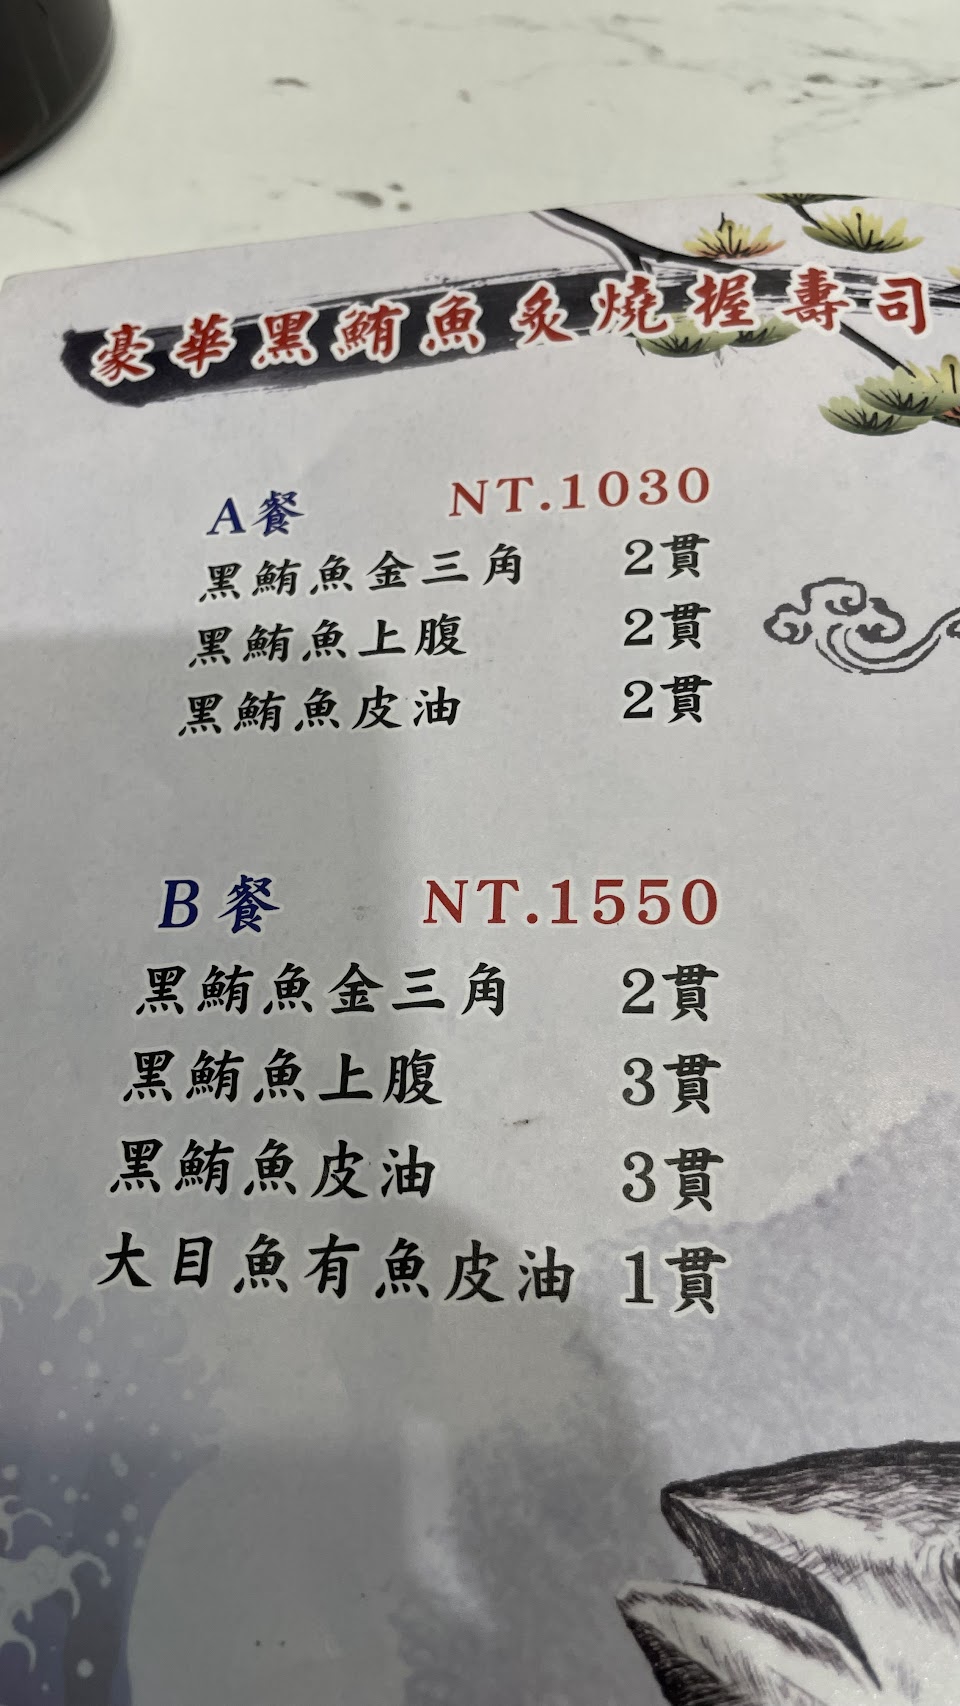 豪華黑鮪魚炙燒握壽司
A餐 NT.1030
黑鮪魚金三角 2貫
黑鮪魚上腹 2貫
黑鮪魚皮油 2貫
B餐 NT.1550
黑鮪魚金三角 2貫
黑鮪魚上腹 3貫
黑鮪魚皮油 3貫
大目魚有魚皮油 1貫